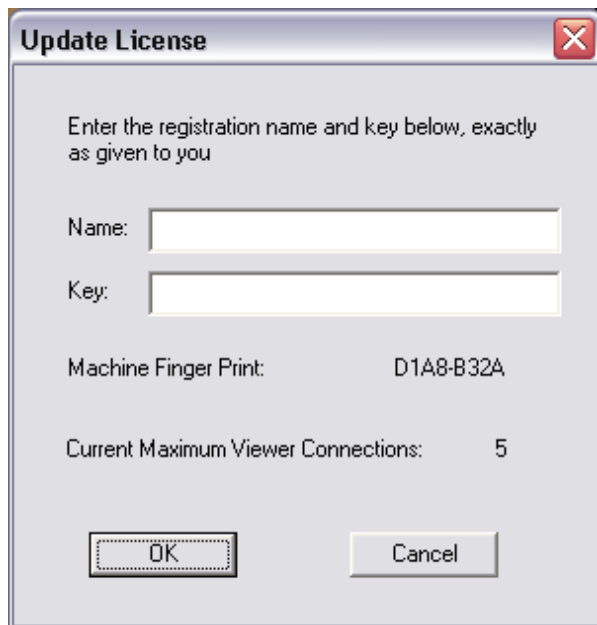 Update License
Enter the registration name and key below, exactly
as given to you
Name:
Key:
Machine Finger Print: D1A8-B32A
Current Maximum Viewer Connections: 5
OK Cancel